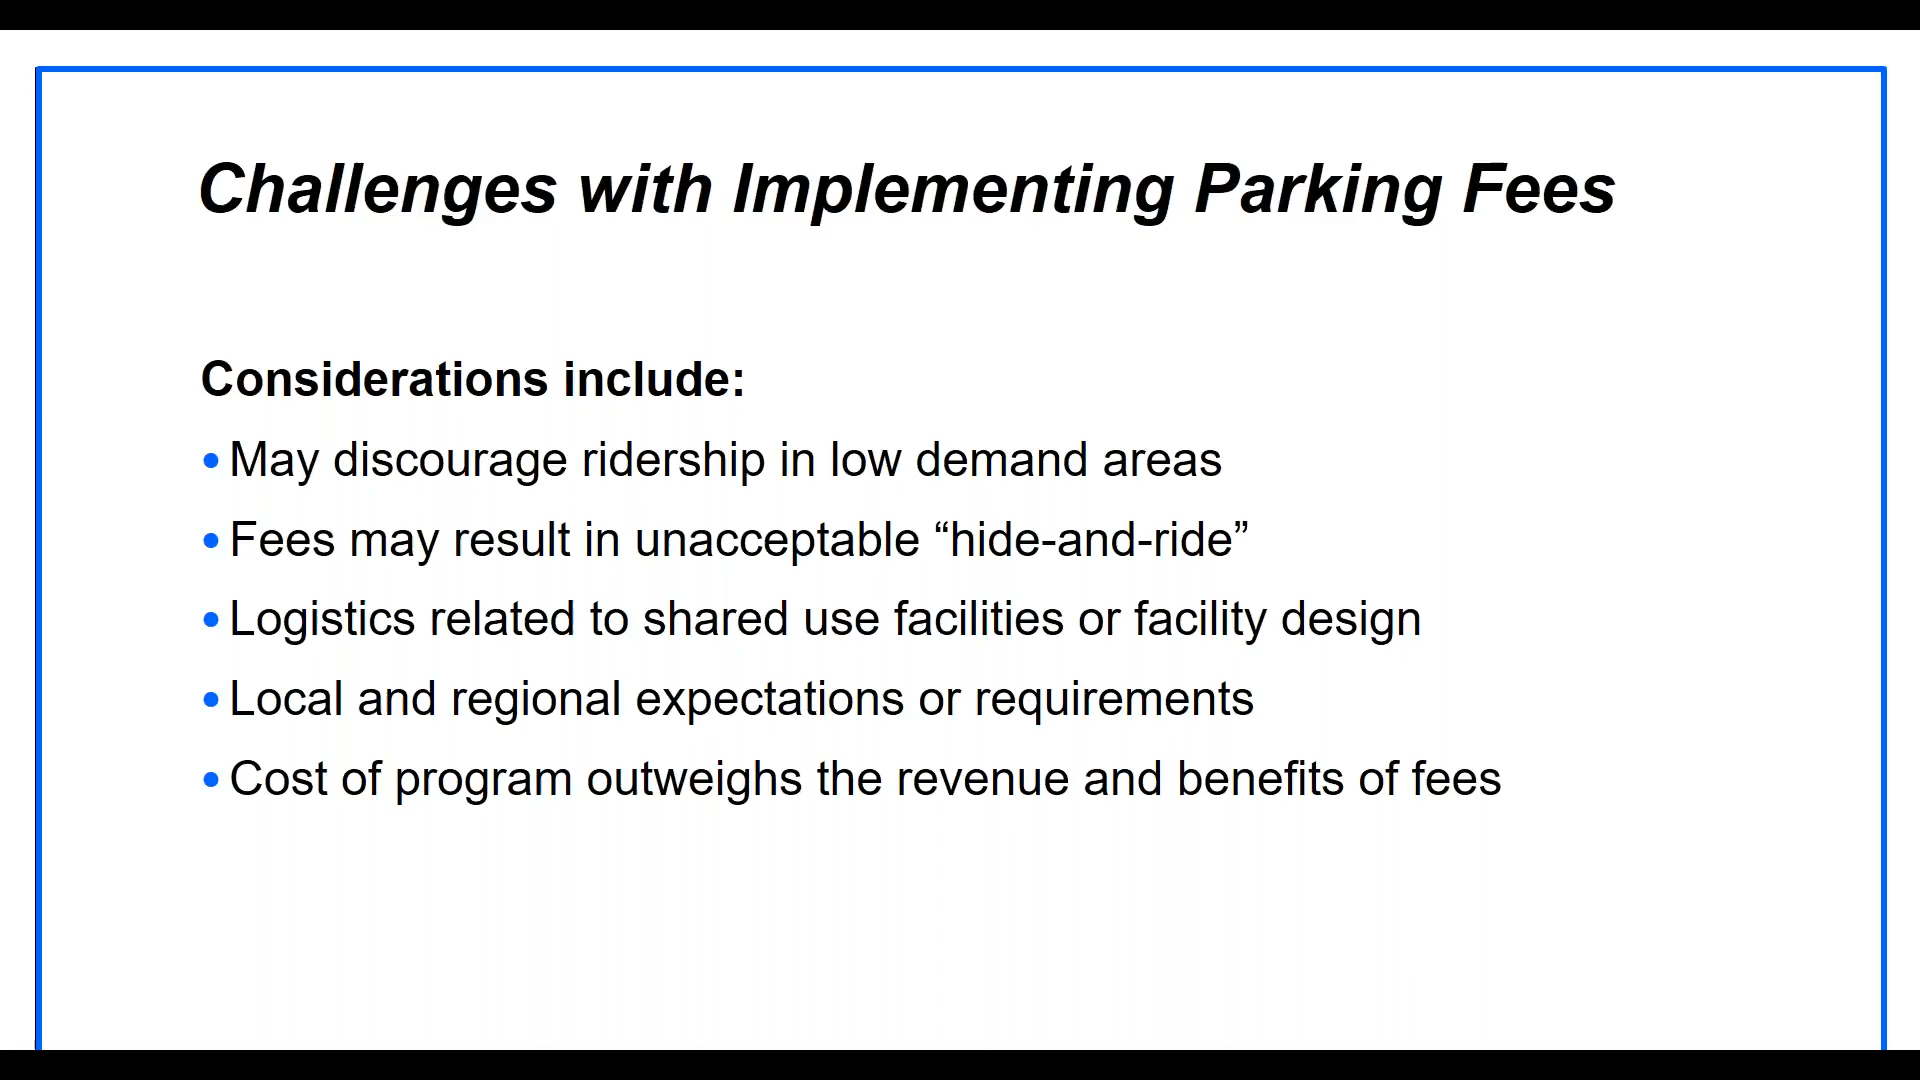 Challenges with Implementing Parking Fees
Considerations include:
• May discourage ridership in low demand areas
• Fees may result in unacceptable “hide-and-ride”
• Logistics related to shared use facilities or facility design
• Local and regional expectations or requirements
• Cost of program outweighs the revenue and benefits of fees